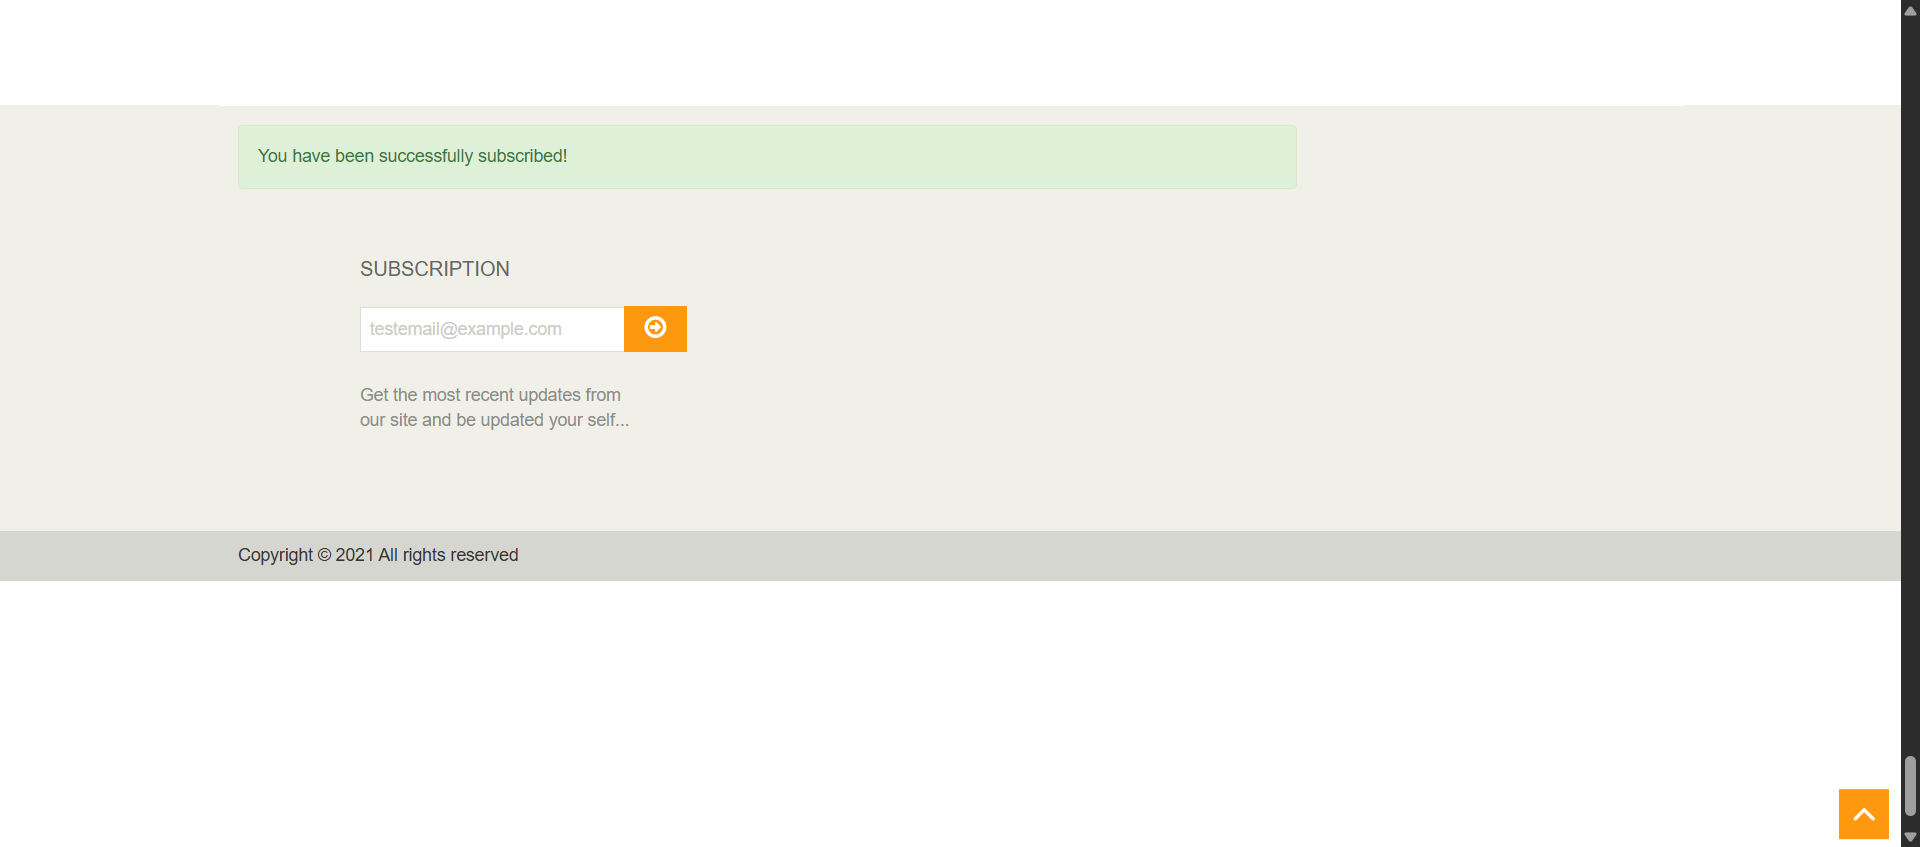 You have been successfully subscribed!
SUBSCRIPTION
testemail@example.com
Get the most recent updates from
our site and be updated your self...
Copyright © 2021 All rights reserved